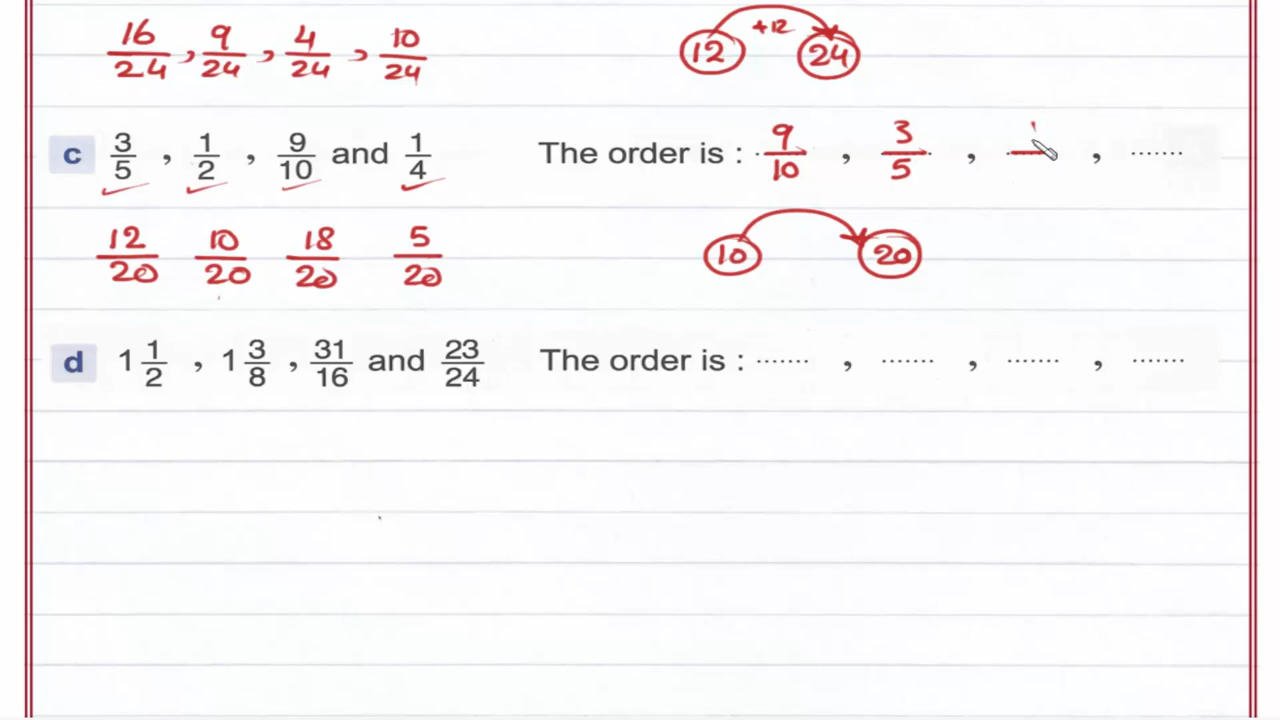 16/24 , 9/24 , 4/24 , 10/24 12 +12 24
c 3/5 , 1/2 , 9/10 and 1/4 The order is : 9/10 , 3/5 , ....... , .......
12/20 10/20 18/20 5/20 10 20
d 1 1/2 , 1 3/8 , 31/16 and 23/24 The order is : ....... , ....... , ....... , .......